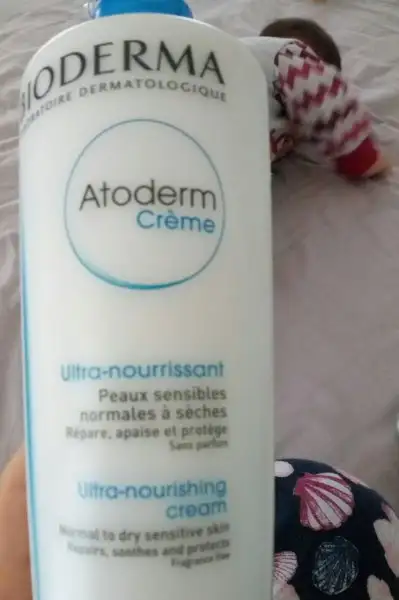 BIODERMA
LABORATOIRE DERMATOLOGIQUE
Atoderm
Crème
Ultra-nourrissant
Peaux sensibles
normales à sèches
Répare, apaise et protège
Sans parfum
Ultra-nourishing
cream
Normal to dry sensitive skin
Repairs, soothes and protects
Fragrance free